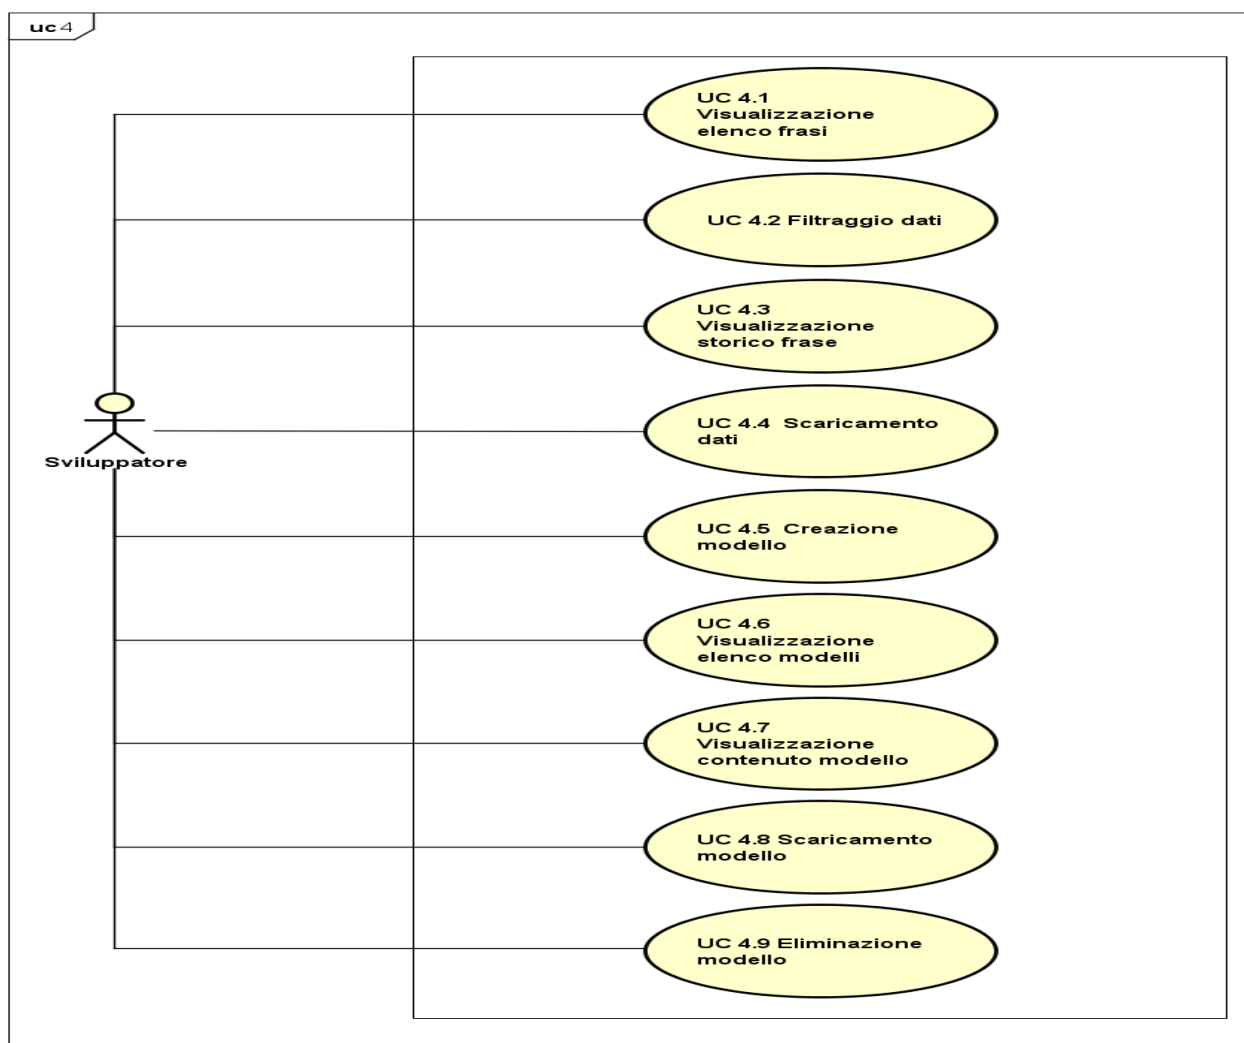 uc 4
UC 4.1
Visualizzazione
elenco frasi
UC 4.2 Filtraggio dati
UC 4.3
Visualizzazione
storico frase
UC 4.4 Scaricamento
dati
Sviluppatore
UC 4.5 Creazione
modello
UC 4.6
Visualizzazione
elenco modelli
UC 4.7
Visualizzazione
contenuto modello
UC 4.8 Scaricamento
modello
UC 4.9 Eliminazione
modello